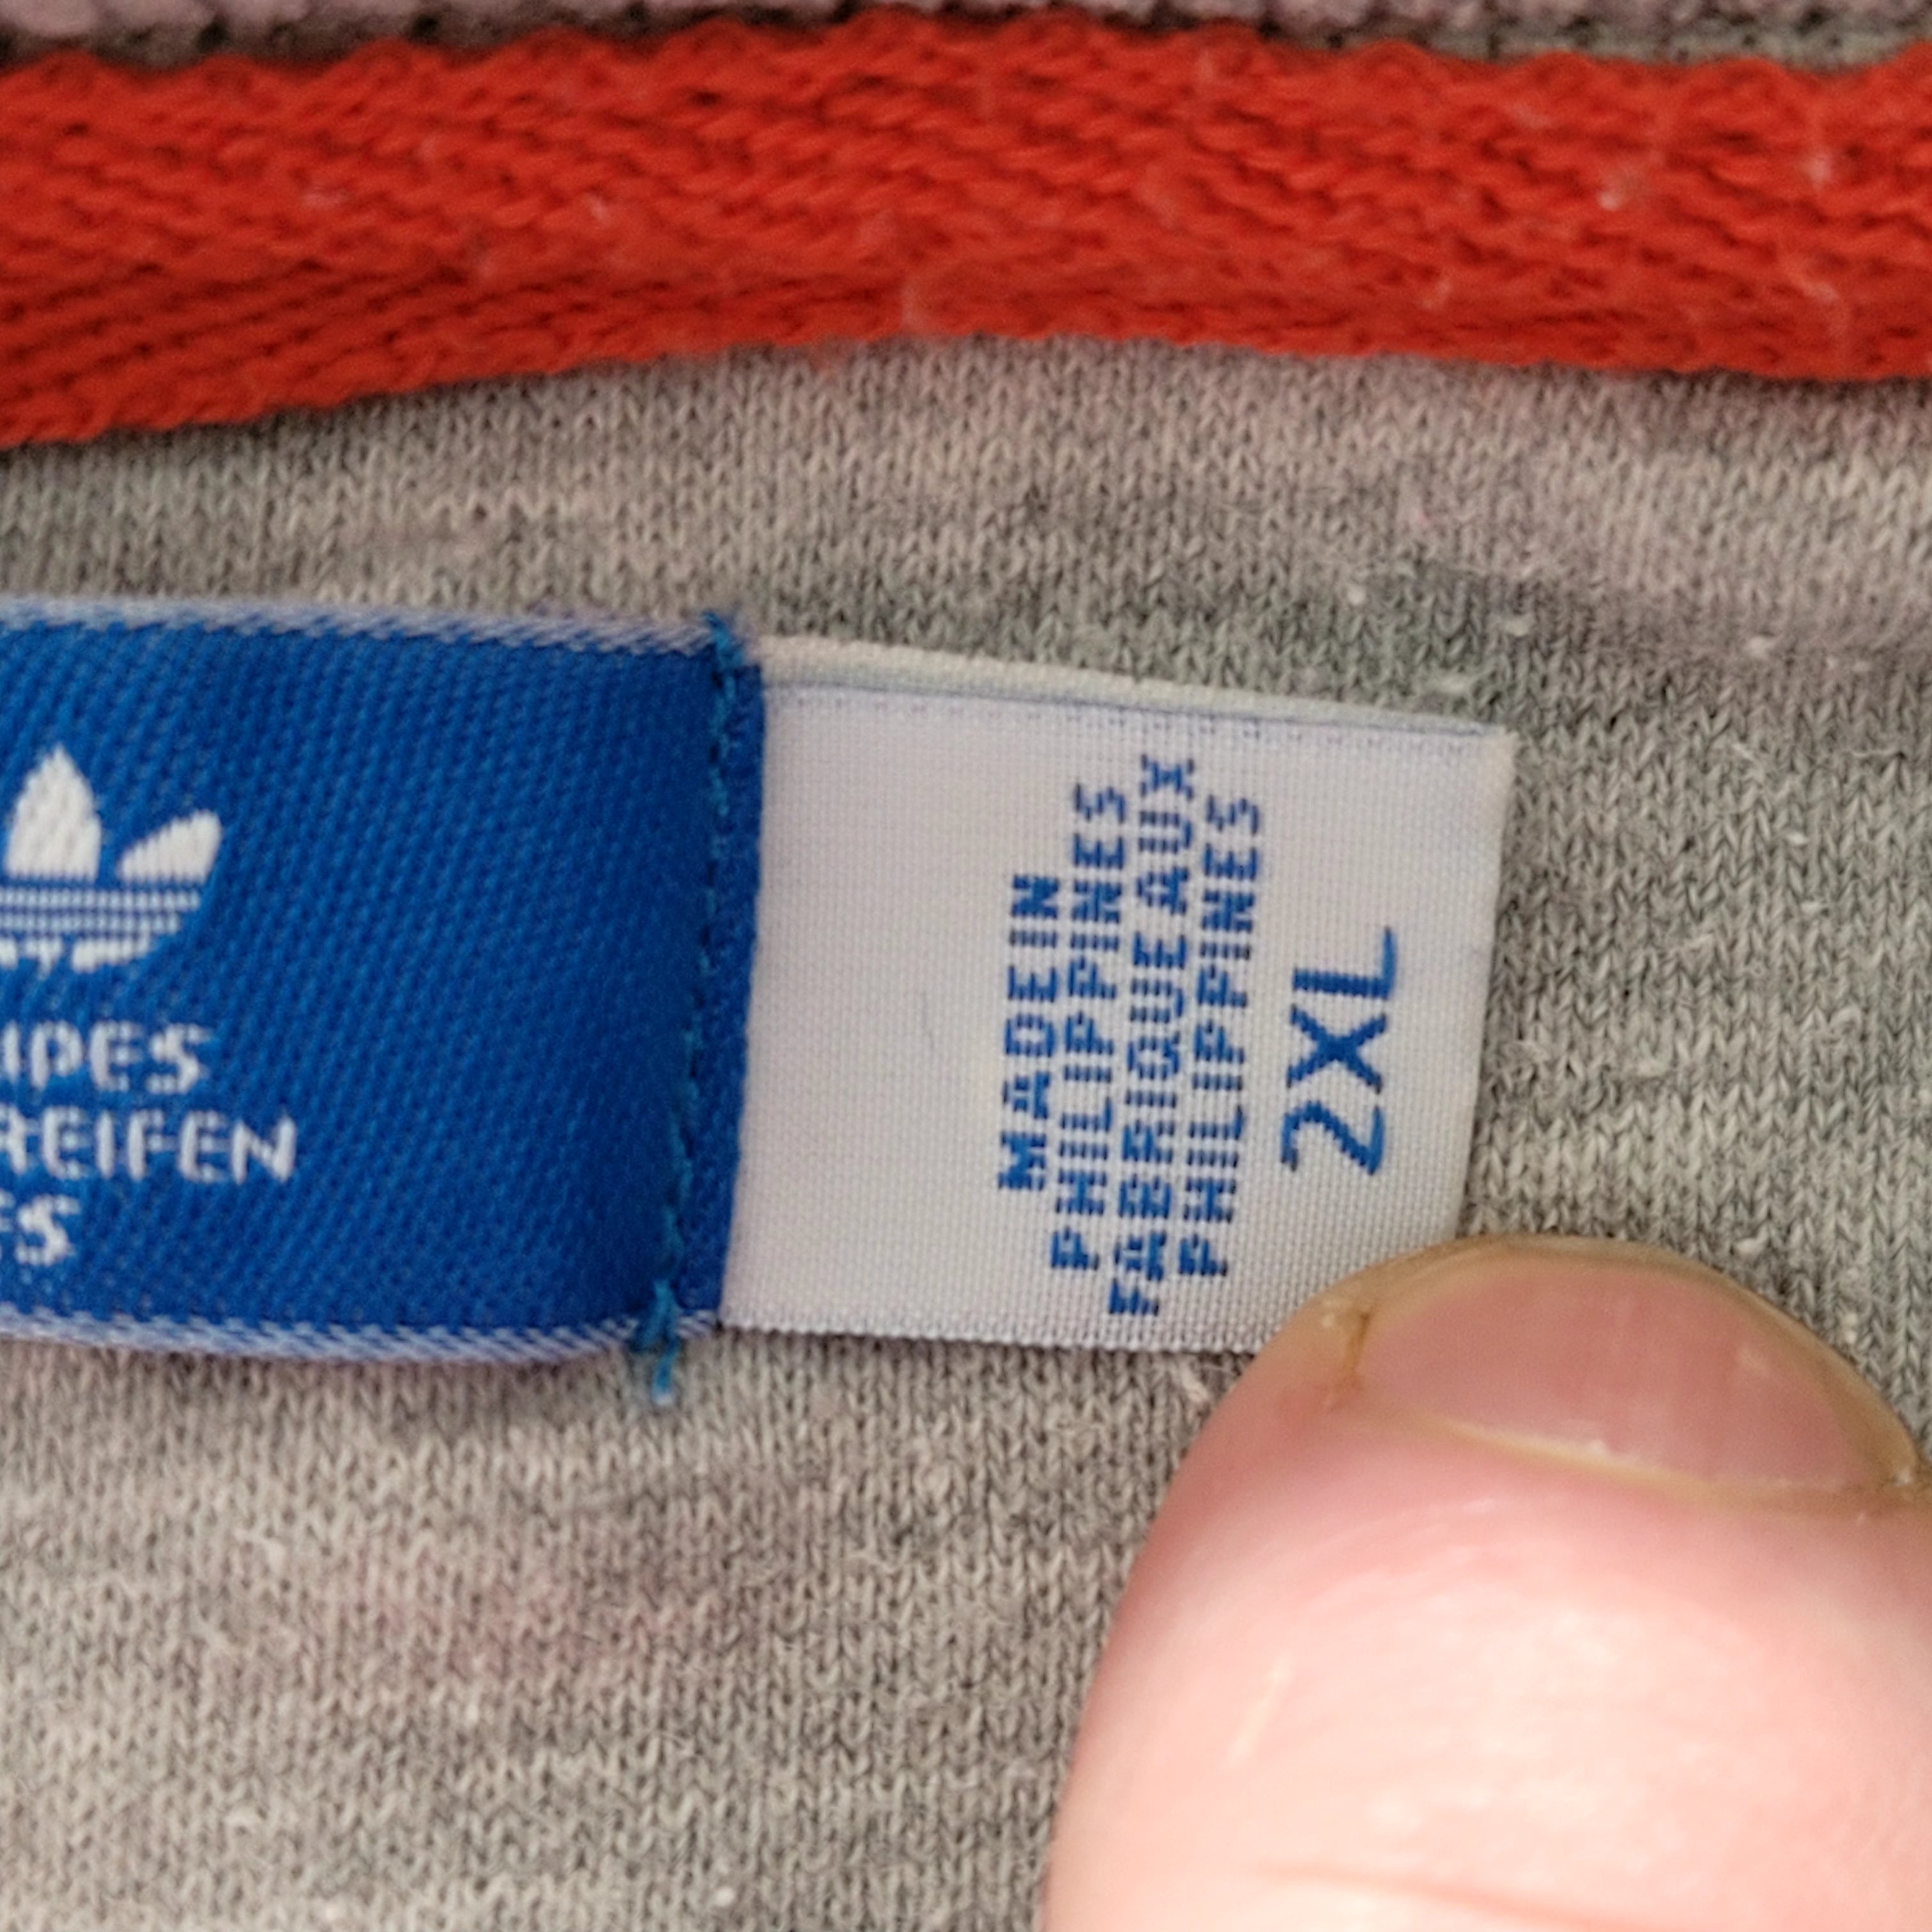 IPES
REIFEN
ES
MADE IN
PHILIPPINES
FABRIQUE AUX
PHILIPPINES
2XL